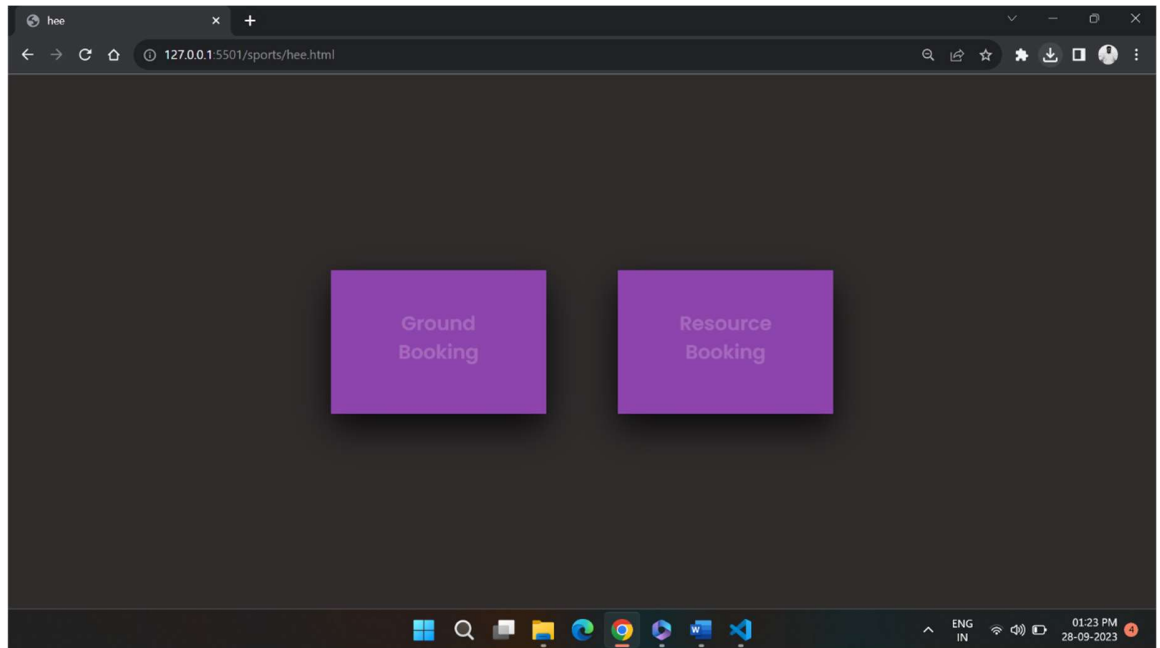 hee
127.0.0.1:5501/sports/hee.html
Ground
Booking
Resource
Booking
W
ENG
IN
01:23 PM
28-09-2023
4